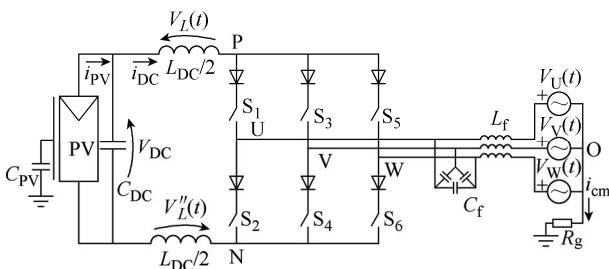 V_L(t)
P
i_PV
i_DC
L_DC/2
S_1
S_3
S_5
V_U(t)
L_f
U
V_V(t)
O
PV
V_DC
V
W
V_W(t)
C_PV
C_DC
i_cm
V''_L(t)
S_2
S_4
S_6
C_f
R_g
L_DC/2
N
+
+
+